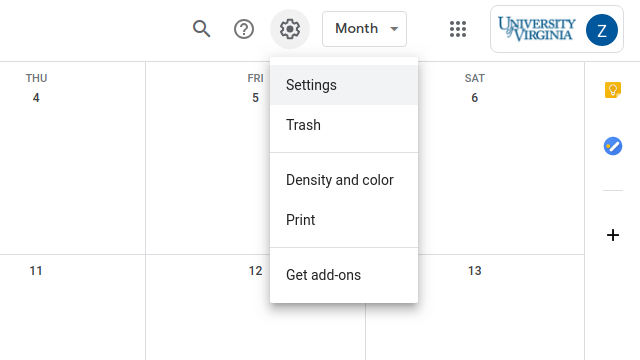 Month
UNIVERSITY
VIRGINIA
Z
THU
FRI
SAT
4
5
6
Settings
Trash
Density and color
Print
Get add-ons
11
12
13